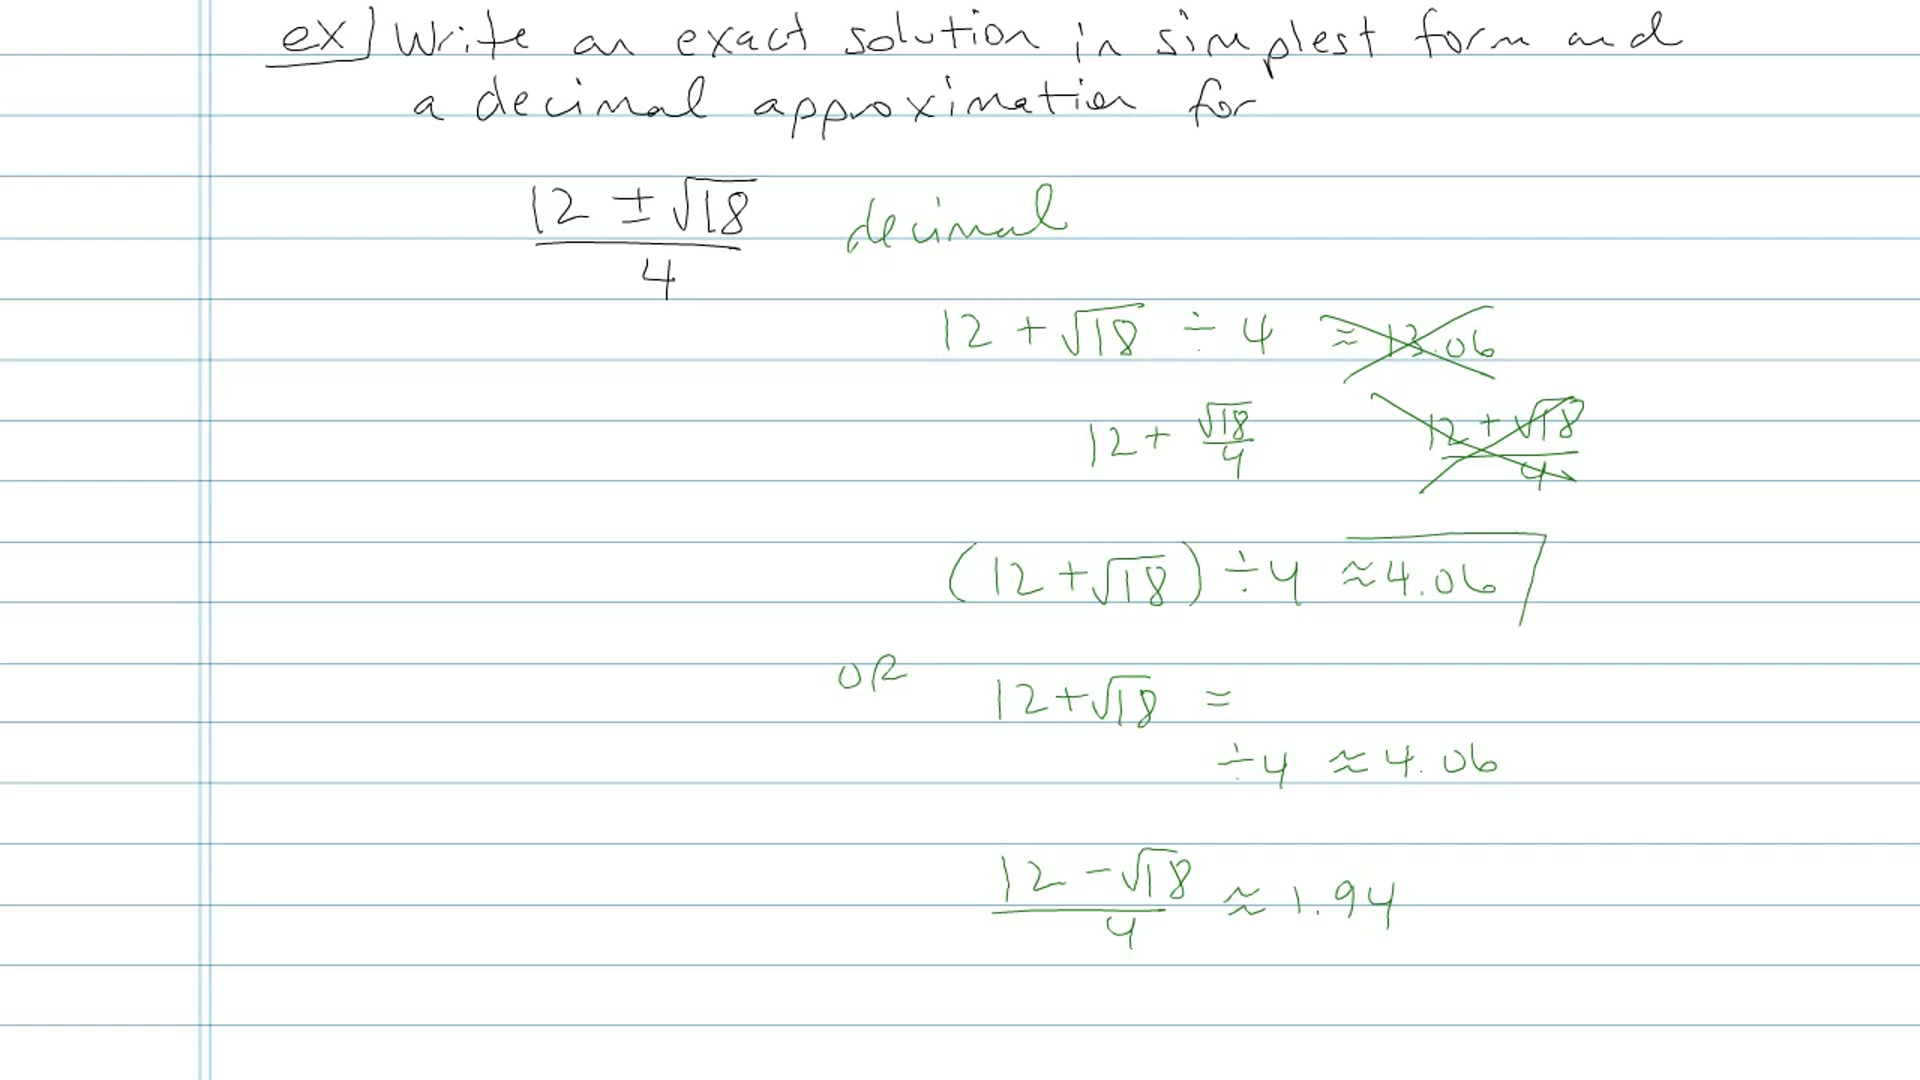 ex) Write an exact solution in simplest form and
a decimal approximation for
12 ± √18
4
decimal
12 + √18 ÷ 4 ≈ 13.06
12 + √18/4
12 + √18
4
(12 + √18) ÷ 4 ≈ 4.06
OR 12 + √18 =
÷ 4 ≈ 4.06
12 - √18
4
≈ 1.94